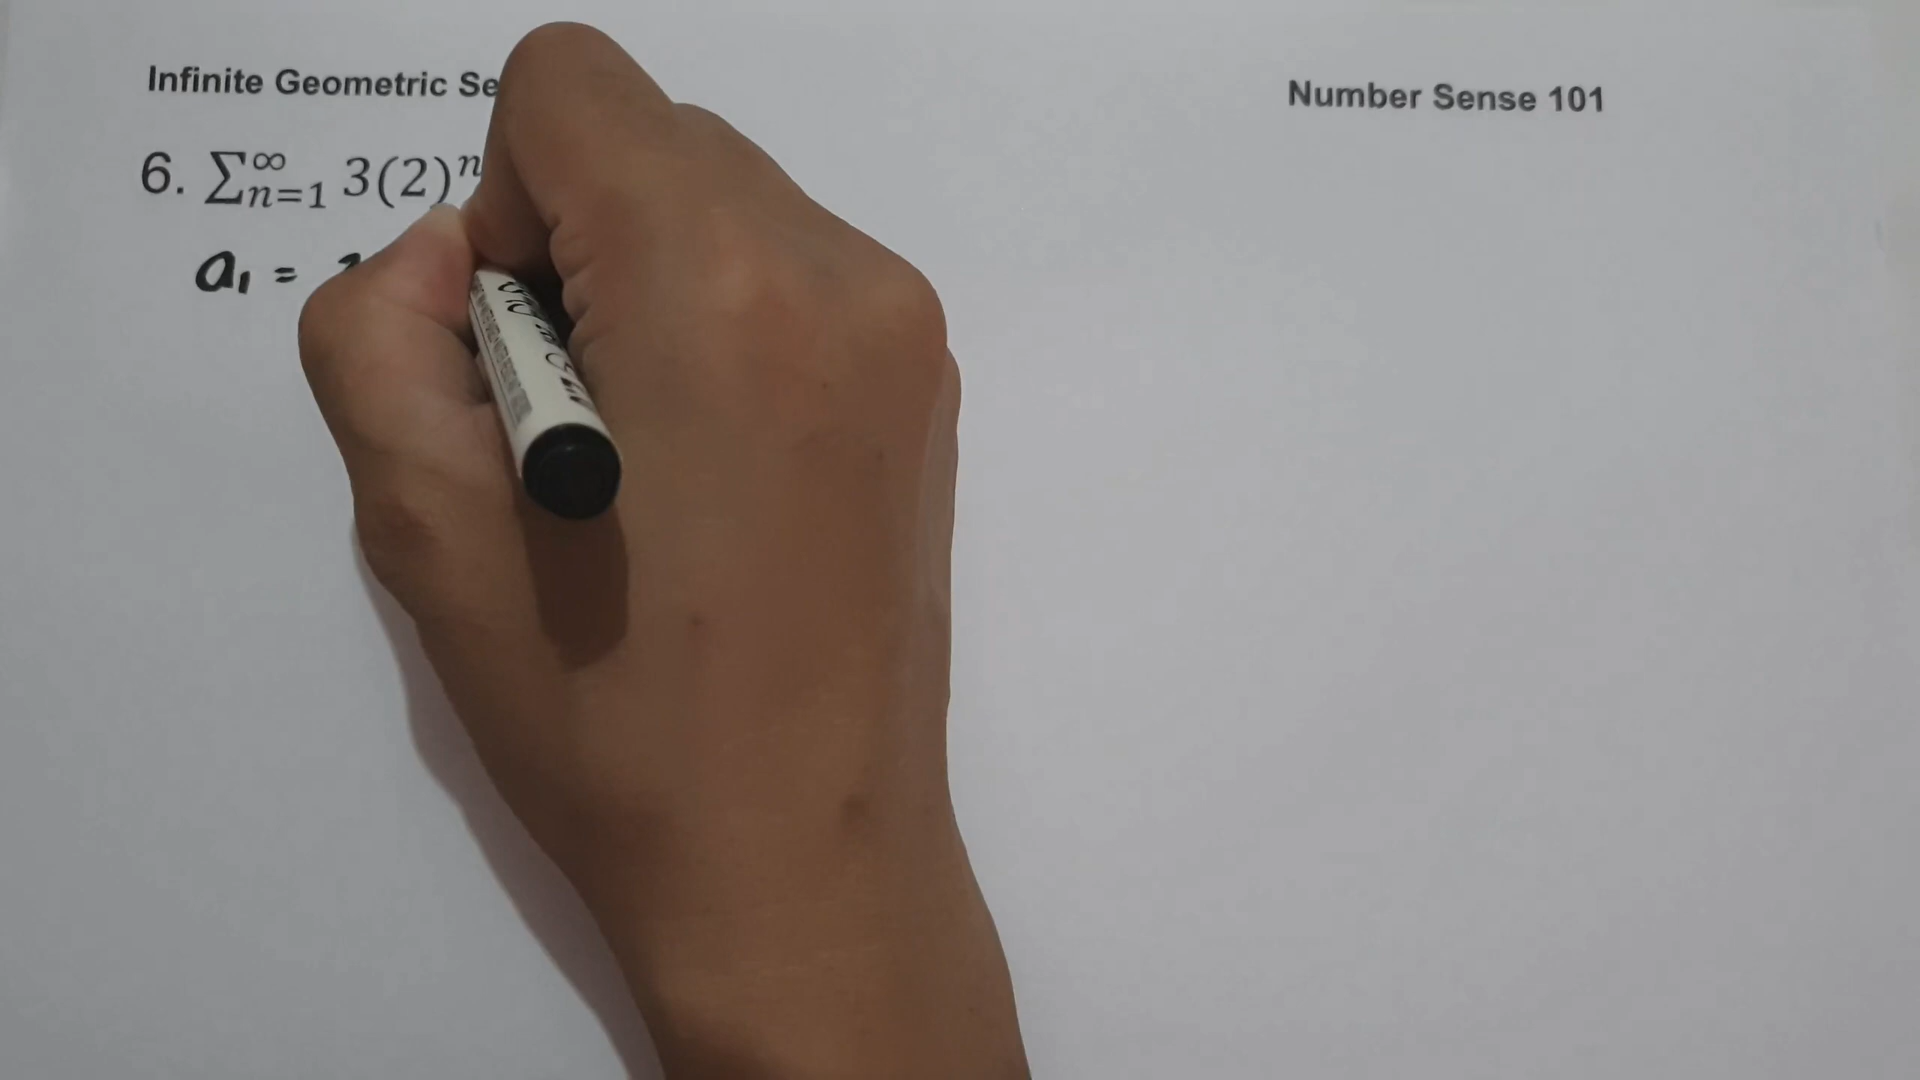 Infinite Geometric Se
Number Sense 101
6. ∑_{n=1}^{∞} 3(2)^n
a₁ =